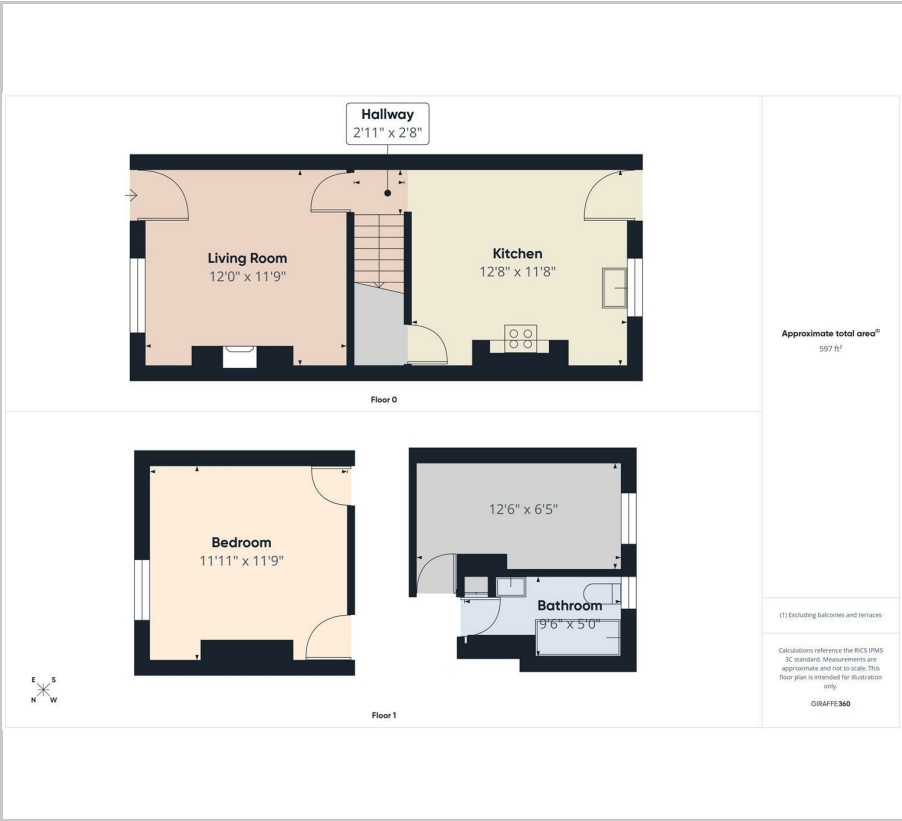 Hallway
2'11" x 2'8"
Living Room
12'0" x 11'9"
Kitchen
12'8" x 11'8"
Floor 0
Approximate total area(1)
597 ft²
Bedroom
11'11" x 11'9"
12'6" x 6'5"
Bathroom
9'6" x 5'0"
Floor 1
E S
N W
(1) Excluding balconies and terraces
Calculations reference the RICS IPMS
3C standard. Measurements are
approximate and not to scale. This
floor plan is intended for illustration
only.
GIRAFFE360